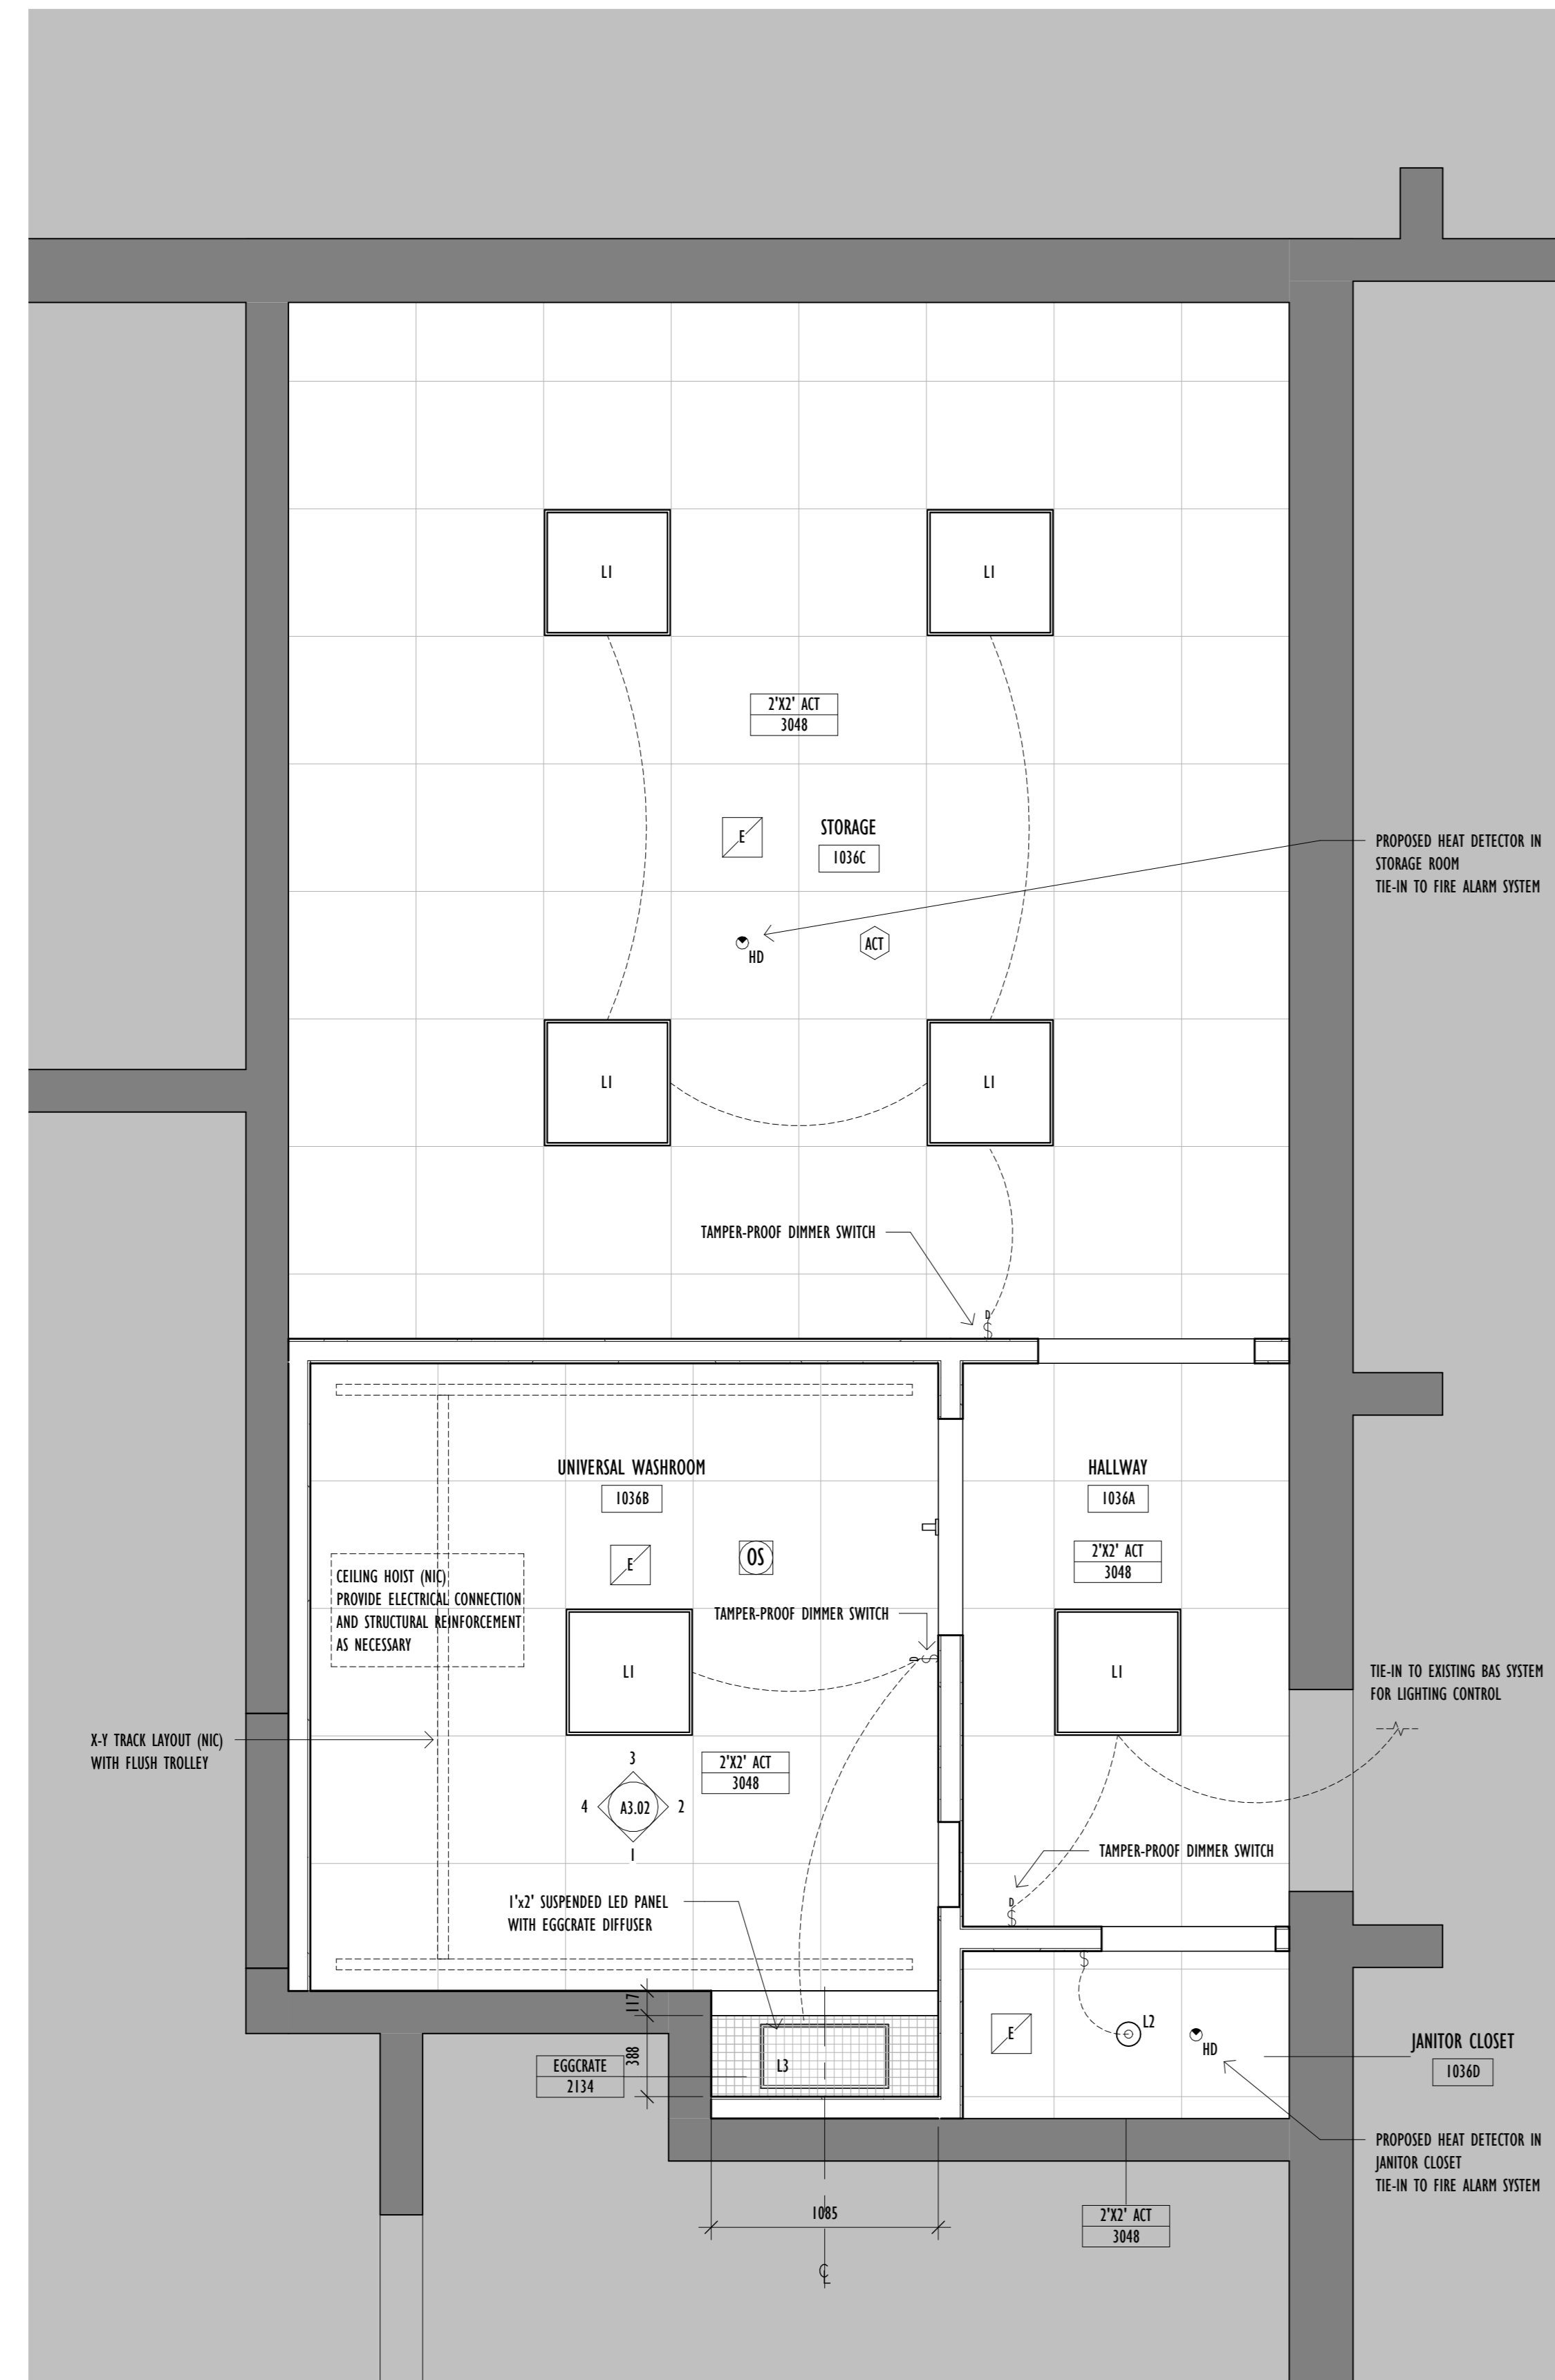 L1
L1
2'X2' ACT
3048
E
STORAGE
1036C
PROPOSED HEAT DETECTOR IN
STORAGE ROOM
TIE-IN TO FIRE ALARM SYSTEM
HD
ACT
L1
L1
TAMPER-PROOF DIMMER SWITCH
D
$
UNIVERSAL WASHROOM
1036B
HALLWAY
1036A
E
OS
2'X2' ACT
3048
CEILING HOIST (NIC)
PROVIDE ELECTRICAL CONNECTION
AND STRUCTURAL REINFORCEMENT
AS NECESSARY
TAMPER-PROOF DIMMER SWITCH
D
$
L1
L1
TIE-IN TO EXISTING BAS SYSTEM
FOR LIGHTING CONTROL
X-Y TRACK LAYOUT (NIC)
WITH FLUSH TROLLEY
2'X2' ACT
3048
3
4
A3.02
2
1
TAMPER-PROOF DIMMER SWITCH
D
$
1'x2' SUSPENDED LED PANEL
WITH EGGCRATE DIFFUSER
$
117
388
E
L2
HD
JANITOR CLOSET
1036D
EGGCRATE
2134
L3
PROPOSED HEAT DETECTOR IN
JANITOR CLOSET
TIE-IN TO FIRE ALARM SYSTEM
1085
2'X2' ACT
3048
℄